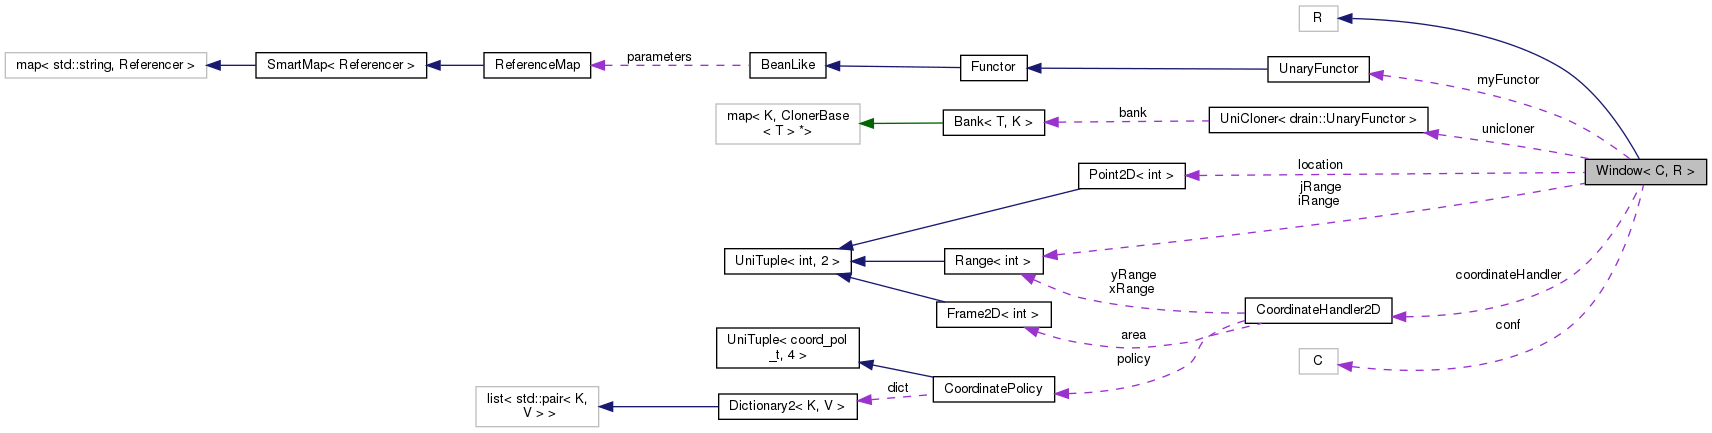 R
map< std::string, Referencer >
SmartMap< Referencer >
ReferenceMap
parameters
BeanLike
Functor
UnaryFunctor
myFunctor
map< K, ClonerBase
< T > *>
Bank< T, K >
bank
UniCloner< drain::UnaryFunctor >
unicloner
Point2D< int >
location
Window< C, R >
jRange
iRange
UniTuple< int, 2 >
Range< int >
yRange
xRange
coordinateHandler
Frame2D< int >
CoordinateHandler2D
area
conf
UniTuple< coord_pol
_t, 4 >
policy
C
CoordinatePolicy
dict
list< std::pair< K,
V > >
Dictionary2< K, V >